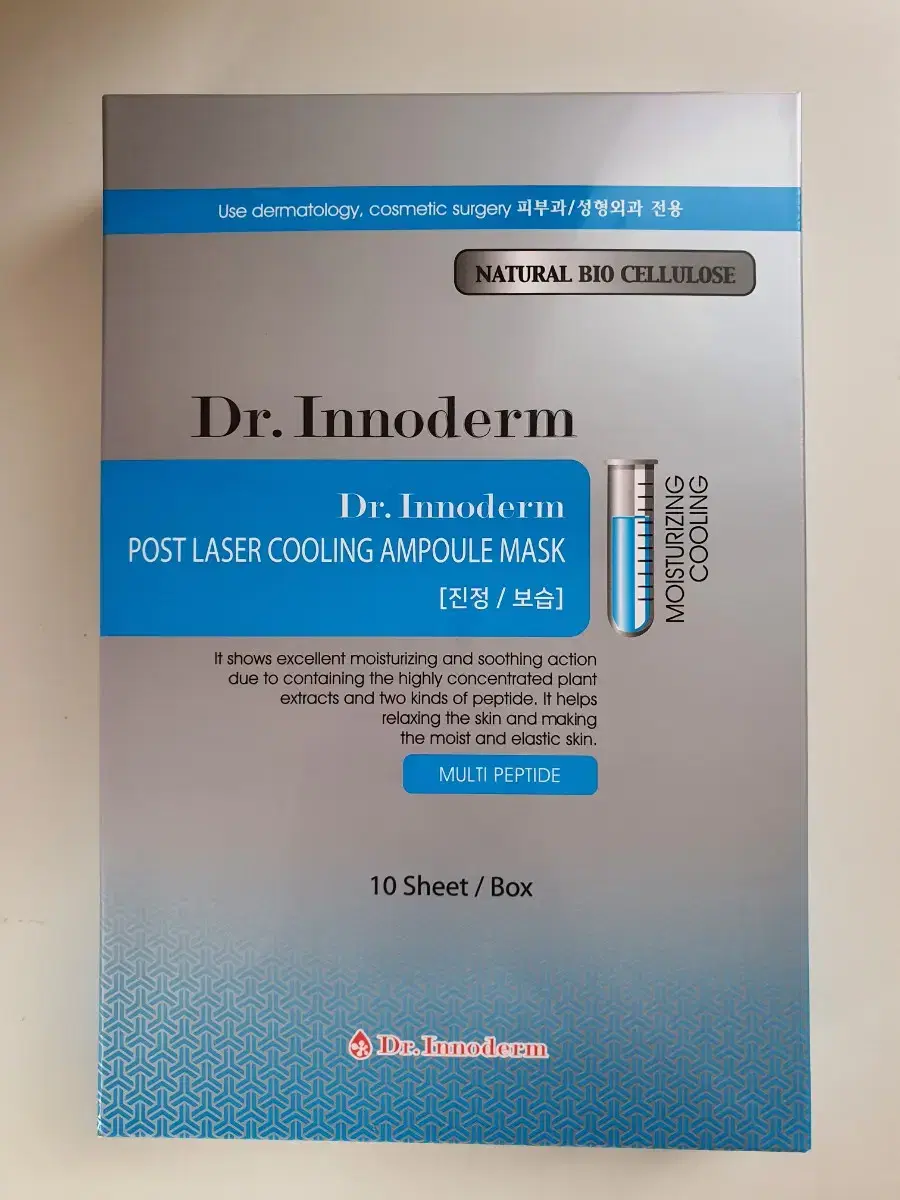 Use dermatology, cosmetic surgery 피부과/성형외과 전용
NATURAL BIO CELLULOSE
Dr. Innoderm
Dr. Innoderm
POST LASER COOLING AMPOULE MASK
[진정 / 보습]
MOISTURIZING
COOLING
It shows excellent moisturizing and soothing action
due to containing the highly concentrated plant
extracts and two kinds of peptide. It helps
relaxing the skin and making
the moist and elastic skin.
MULTI PEPTIDE
10 Sheet / Box
Dr. Innoderm